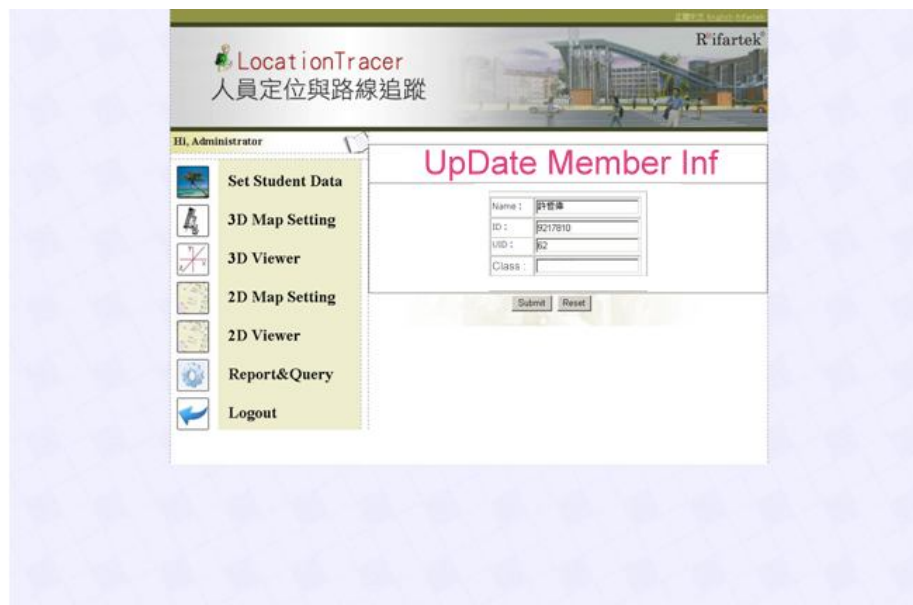 R'ifartek
LocationTracer
人員定位與路線追蹤
Hi, Administrator
Set Student Data
3D Map Setting
3D Viewer
2D Map Setting
2D Viewer
Report&Query
Logout
UpDate Member Inf
Name：
ID： 9217810
UID： 62
Class :
Submit Reset